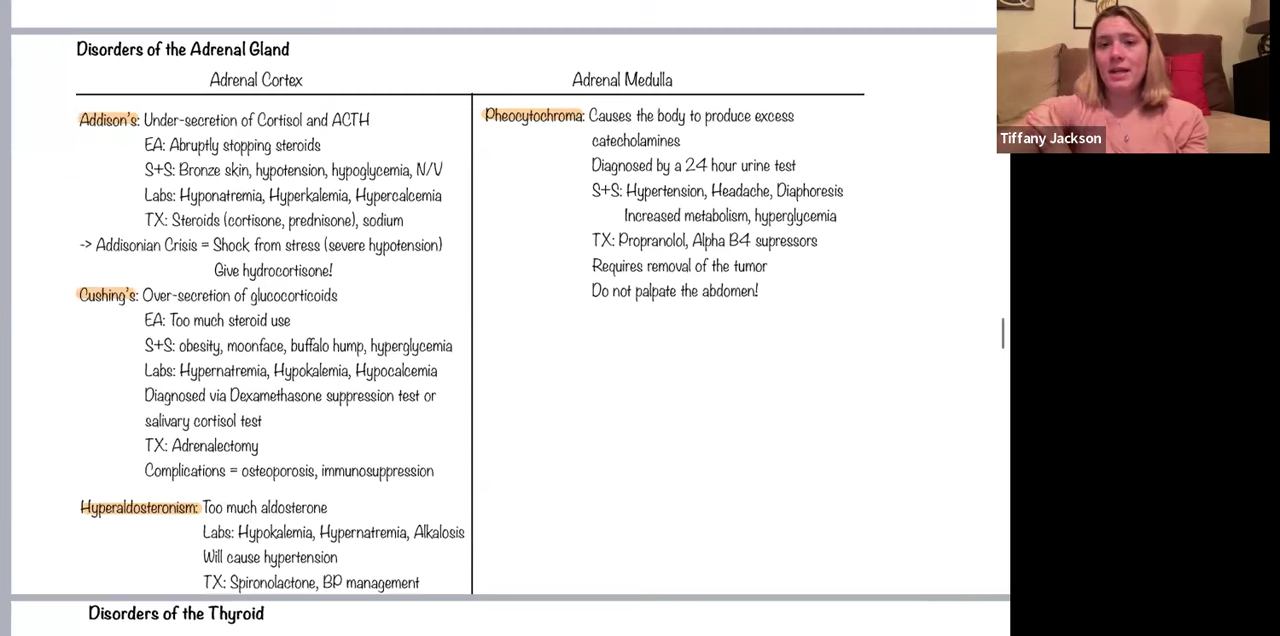 Disorders of the Adrenal Gland
Adrenal Cortex
Addison's: Under-secretion of Cortisol and ACTH
EA: Abruptly stopping steroids
S+S: Bronze skin, hypotension, hypoglycemia, N/V
Labs: Hyponatremia, Hyperkalemia, Hypercalcemia
TX: Steroids (cortisone, prednisone), sodium
-> Addisonian Crisis = Shock from stress (severe hypotension)
Give hydrocortisone!
Cushing's: Over-secretion of glucocorticoids
EA: Too much steroid use
S+S: obesity, moonface, buffalo hump, hyperglycemia
Labs: Hypernatremia, Hypokalemia, Hypocalcemia
Diagnosed via Dexamethasone suppression test or
salivary cortisol test
TX: Adrenalectomy
Complications = osteoporosis, immunosuppression
Hyperaldosteronism: Too much aldosterone
Labs: Hypokalemia, Hypernatremia, Alkalosis
Will cause hypertension
TX: Spironolactone, BP management
Adrenal Medulla
Pheocytochroma: Causes the body to produce excess
catecholamines
Diagnosed by a 24 hour urine test
S+S: Hypertension, Headache, Diaphoresis
Increased metabolism, hyperglycemia
TX: Propranolol, Alpha B4 supressors
Requires removal of the tumor
Do not palpate the abdomen!
Disorders of the Thyroid
Tiffany Jackson